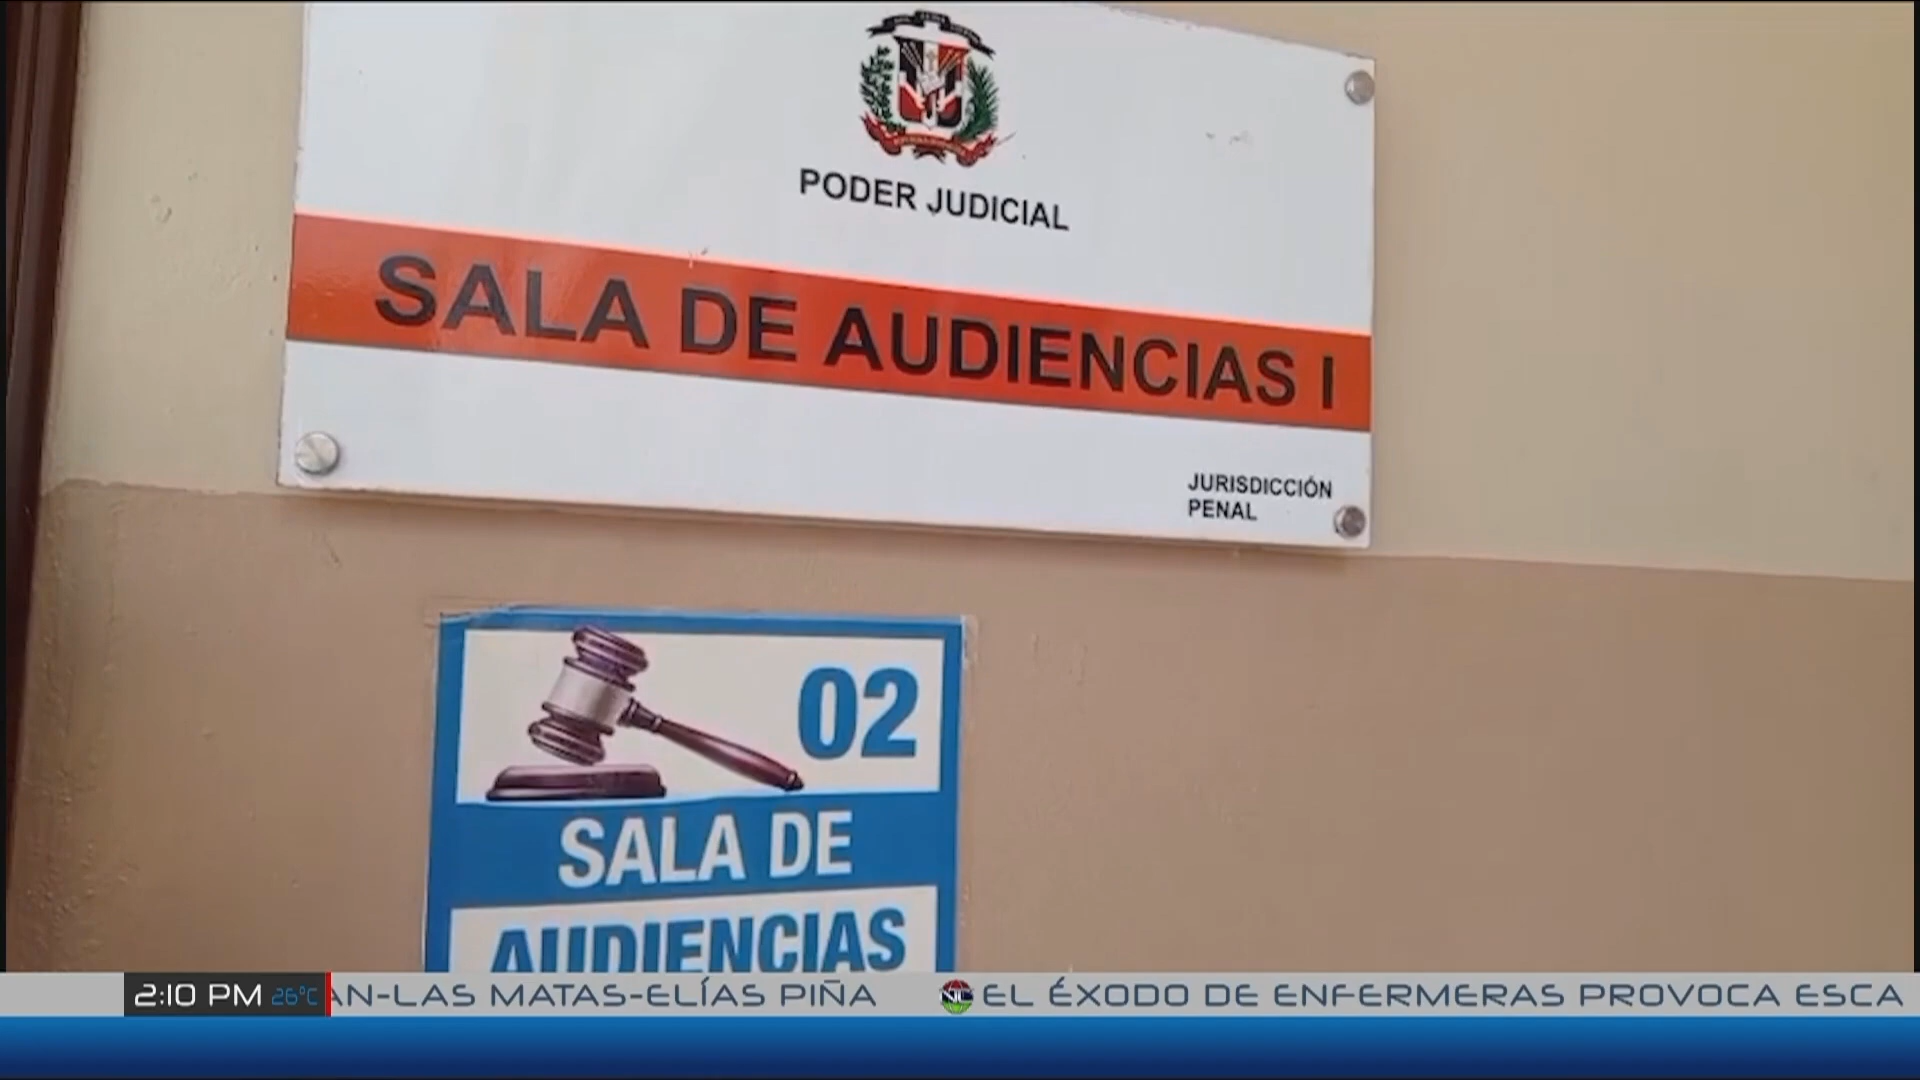 PODER JUDICIAL
SALA DE AUDIENCIAS I
JURISDICCIÓN
PENAL
02
SALA DE
AUDIENCIAS
2:10 PM 26°C AN-LAS MATAS-ELÍAS PIÑA EL ÉXODO DE ENFERMERAS PROVOCA ESCA